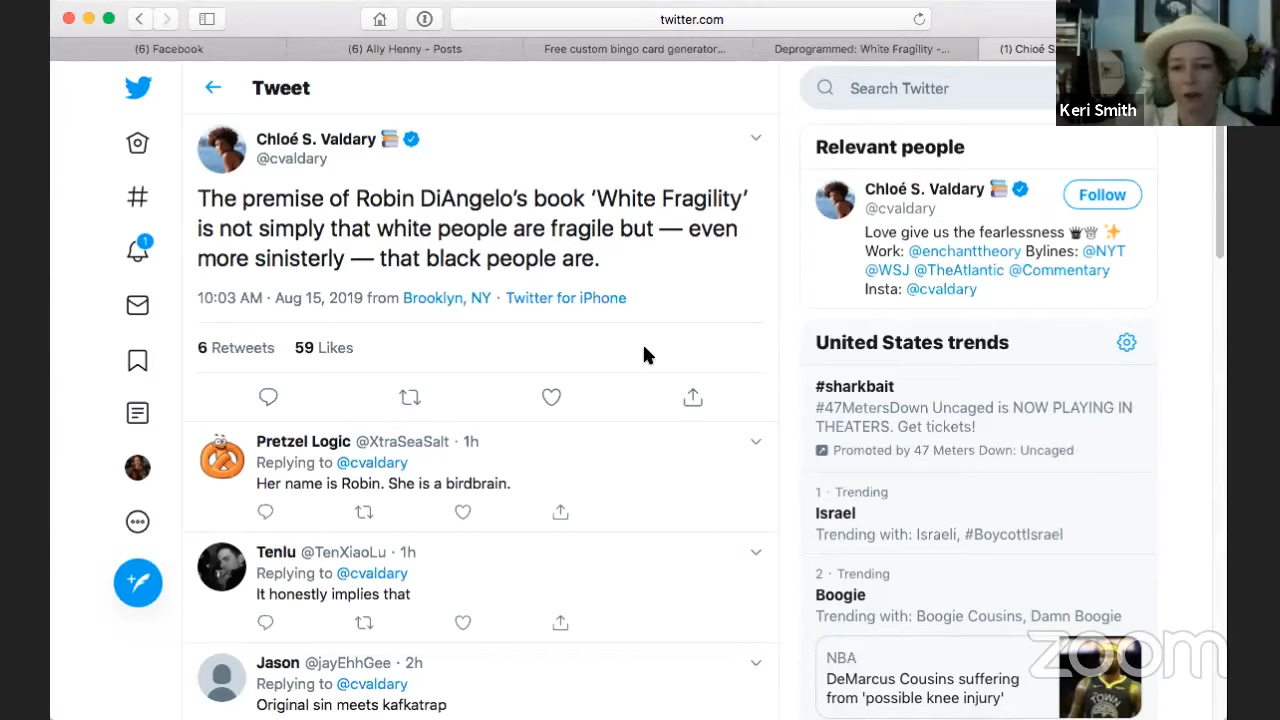 twitter.com
(6) Facebook
(6) Ally Henny - Posts
Free custom bingo card generator...
Deprogrammed: White Fragility -...
(1) Chloé S
Keri Smith
Tweet
Search Twitter
Chloé S. Valdary
@cvaldary
The premise of Robin DiAngelo’s book ‘White Fragility’
is not simply that white people are fragile but — even
more sinisterly — that black people are.
10:03 AM · Aug 15, 2019 from Brooklyn, NY · Twitter for iPhone
6 Retweets 59 Likes
1
Pretzel Logic @XtraSeaSalt · 1h
Replying to @cvaldary
Her name is Robin. She is a birdbrain.
Tenlu @TenXiaoLu · 1h
Replying to @cvaldary
It honestly implies that
Jason @jayEhhGee · 2h
Replying to @cvaldary
Original sin meets kafkatrap
Relevant people
Chloé S. Valdary
@cvaldary
Follow
Love give us the fearlessness
Work: @enchanttheory Bylines: @NYT
@WSJ @TheAtlantic @Commentary
Insta: @cvaldary
United States trends
#sharkbait
#47MetersDown Uncaged is NOW PLAYING IN
THEATERS. Get tickets!
Promoted by 47 Meters Down: Uncaged
1 · Trending
Israel
Trending with: Israeli, #BoycottIsrael
2 · Trending
Boogie
Trending with: Boogie Cousins, Damn Boogie
NBA
DeMarcus Cousins suffering
from 'possible knee injury'
TOWN
zoom